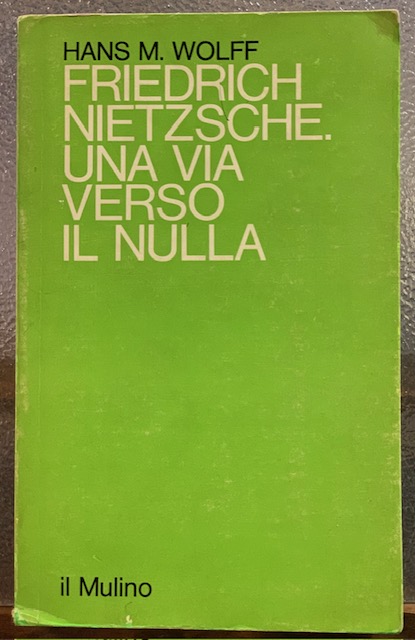 HANS M. WOLFF
FRIEDRICH
NIETZSCHE.
UNA VIA
VERSO
IL NULLA
il Mulino